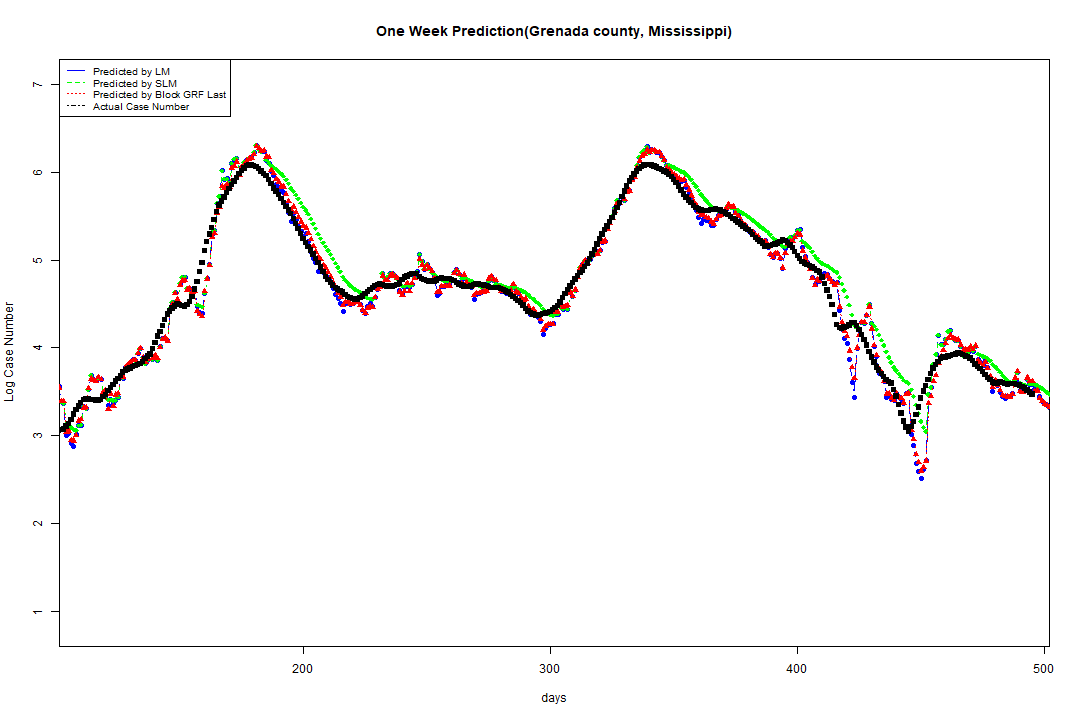 One Week Prediction(Grenada county, Mississippi)
Predicted by LM
Predicted by SLM
Predicted by Block GRF Last
Actual Case Number
7
6
5
4
3
2
1
Log Case Number
200
300
400
500
days